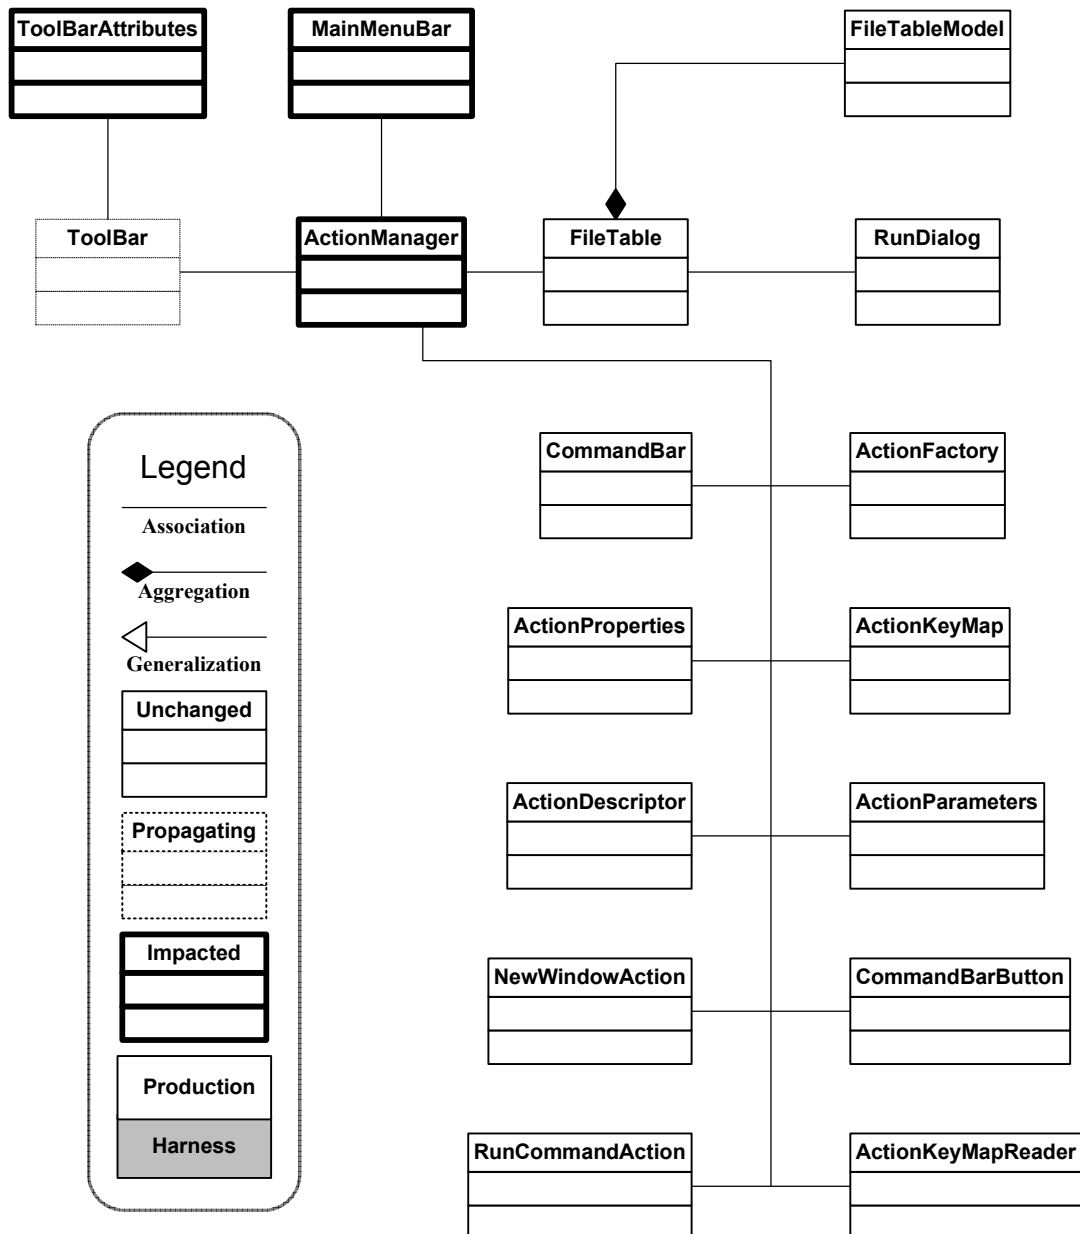 ToolBarAttributes
MainMenuBar
FileTableModel
ToolBar
ActionManager
FileTable
RunDialog
Legend
Association
Aggregation
Generalization
Unchanged
Propagating
Impacted
Production
Harness
CommandBar
ActionFactory
ActionProperties
ActionKeyMap
ActionDescriptor
ActionParameters
NewWindowAction
CommandBarButton
RunCommandAction
ActionKeyMapReader